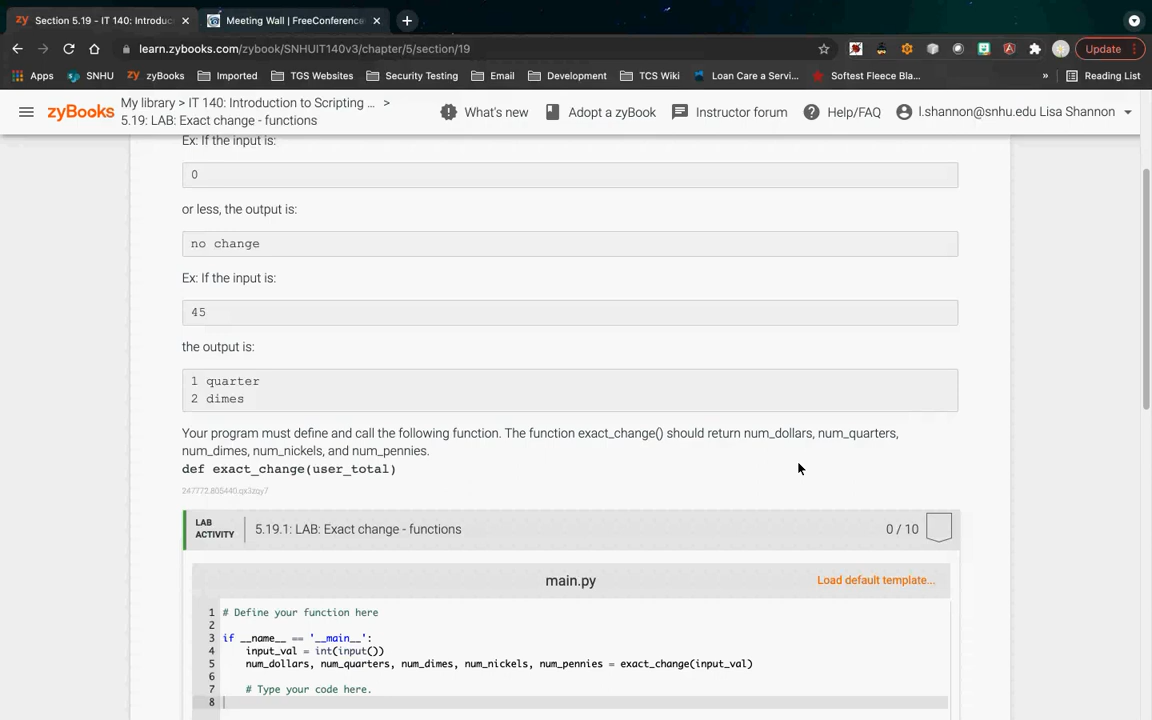 Section 5.19 - IT 140: Introduc
Meeting Wall | FreeConference
learn.zybooks.com/zybook/SNHUIT140v3/chapter/5/section/19
Update
Apps
SNHU
zyBooks
Imported
TGS Websites
Security Testing
Email
Development
TCS Wiki
Loan Care a Servi...
Softest Fleece Bla...
»
Reading List
zyBooks
My library > IT 140: Introduction to Scripting ... >
5.19: LAB: Exact change - functions
What's new
Adopt a zyBook
Instructor forum
Help/FAQ
l.shannon@snhu.edu Lisa Shannon
Ex: If the input is:
0
or less, the output is:
no change
Ex: If the input is:
45
the output is:
1 quarter
2 dimes
Your program must define and call the following function. The function exact_change() should return num_dollars, num_quarters,
num_dimes, num_nickels, and num_pennies.
def exact_change(user_total)
247772.805440.qx3zqy7
LAB
ACTIVITY
5.19.1: LAB: Exact change - functions
0 / 10
main.py
Load default template...
1 # Define your function here
2
3 if __name__ == '__main__':
4 input_val = int(input())
5 num_dollars, num_quarters, num_dimes, num_nickels, num_pennies = exact_change(input_val)
6
7 # Type your code here.
8